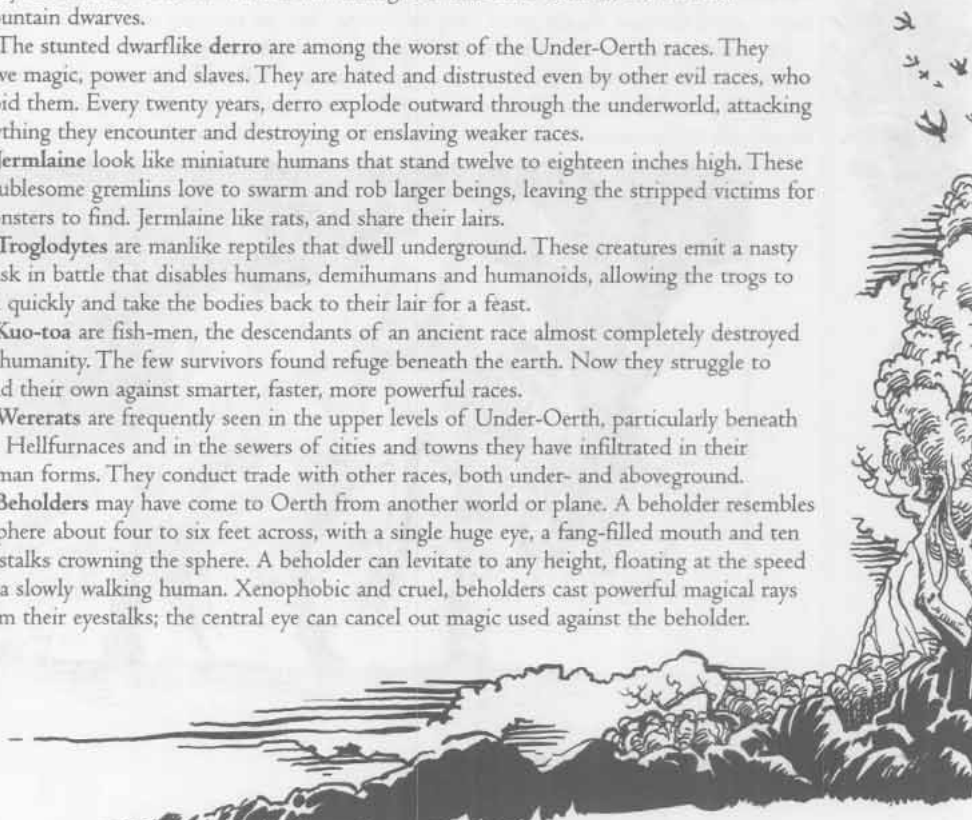 untain dwarves.
The stunted dwarflike derro are among the worst of the Under-Oerth races. They
ve magic, power and slaves. They are hated and distrusted even by other evil races, who
id them. Every twenty years, derro explode outward through the underworld, attacking
ything they encounter and destroying or enslaving weaker races.
Jermlaine look like miniature humans that stand twelve to eighteen inches high. These
ublesome gremlins love to swarm and rob larger beings, leaving the stripped victims for
nsters to find. Jermlaine like rats, and share their lairs.
Troglodytes are manlike reptiles that dwell underground. These creatures emit a nasty
sk in battle that disables humans, demihumans and humanoids, allowing the trogs to
quickly and take the bodies back to their lair for a feast.
Kuo-toa are fish-men, the descendants of an ancient race almost completely destroyed
humanity. The few survivors found refuge beneath the earth. Now they struggle to
d their own against smarter, faster, more powerful races.
Wererats are frequently seen in the upper levels of Under-Oerth, particularly beneath
Hellfurnaces and in the sewers of cities and towns they have infiltrated in their
man forms. They conduct trade with other races, both under- and aboveground.
Beholders may have come to Oerth from another world or plane. A beholder resembles
phere about four to six feet across, with a single huge eye, a fang-filled mouth and ten
stalks crowning the sphere. A beholder can levitate to any height, floating at the speed
a slowly walking human. Xenophobic and cruel, beholders cast powerful magical rays
m their eyestalks; the central eye can cancel out magic used against the beholder.